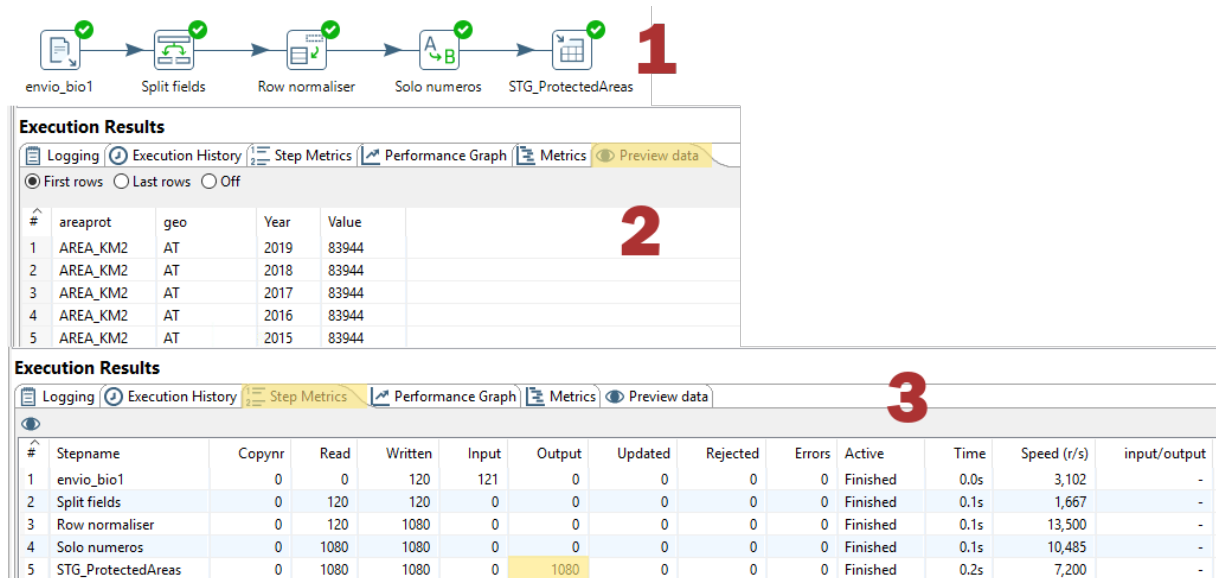 1
envio_bio1 Split fields Row normaliser Solo numeros STG_ProtectedAreas
Execution Results
Logging Execution History Step Metrics Performance Graph Metrics Preview data
First rows Last rows Off
2
# areaprot geo Year Value
1 AREA_KM2 AT 2019 83944
2 AREA_KM2 AT 2018 83944
3 AREA_KM2 AT 2017 83944
4 AREA_KM2 AT 2016 83944
5 AREA_KM2 AT 2015 83944
Execution Results
Logging Execution History Step Metrics Performance Graph Metrics Preview data
3
# Stepname Copynr Read Written Input Output Updated Rejected Errors Active Time Speed (r/s) input/output
1 envio_bio1 0 0 120 121 0 0 0 0 Finished 0.0s 3,102 -
2 Split fields 0 120 120 0 0 0 0 0 Finished 0.1s 1,667 -
3 Row normaliser 0 120 1080 0 0 0 0 0 Finished 0.1s 13,500 -
4 Solo numeros 0 1080 1080 0 0 0 0 0 Finished 0.1s 10,485 -
5 STG_ProtectedAreas 0 1080 1080 0 1080 0 0 0 Finished 0.2s 7,200 -